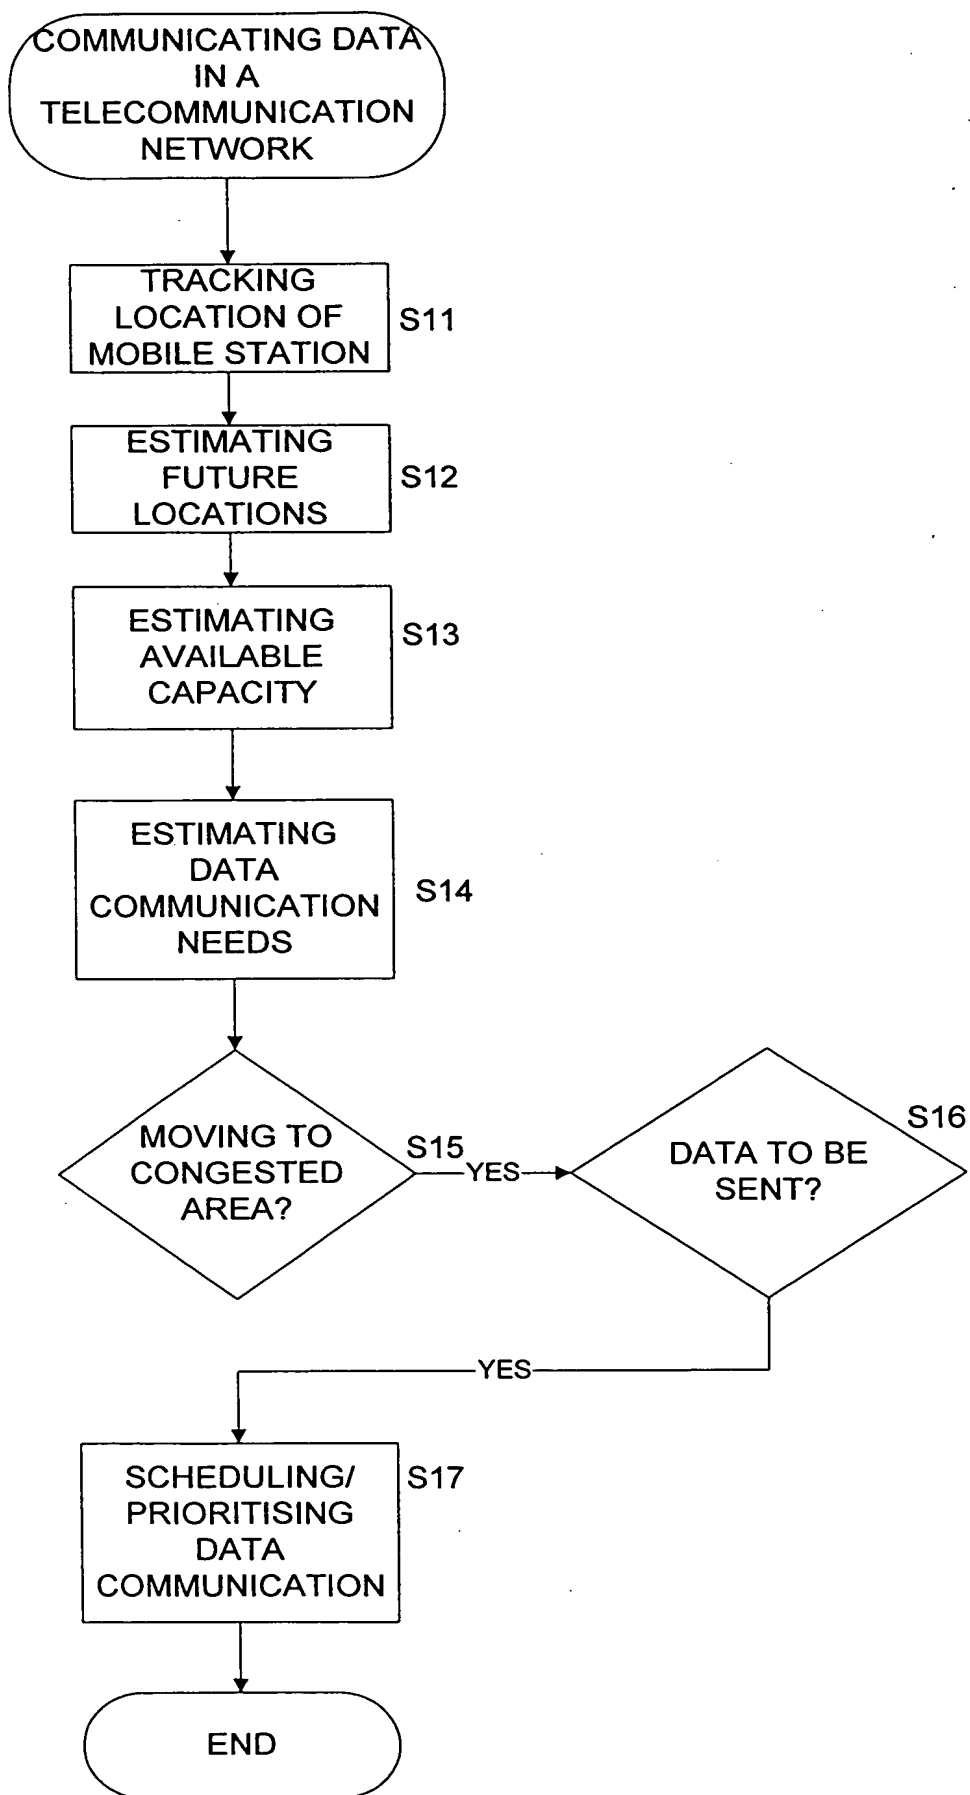 COMMUNICATING DATA
IN A
TELECOMMUNICATION
NETWORK
TRACKING
LOCATION OF
MOBILE STATION
S11
ESTIMATING
FUTURE
LOCATIONS
S12
ESTIMATING
AVAILABLE
CAPACITY
S13
ESTIMATING
DATA
COMMUNICATION
NEEDS
S14
MOVING TO
CONGESTED
AREA?
S15
YES
DATA TO BE
SENT?
S16
YES
SCHEDULING/
PRIORITISING
DATA
COMMUNICATION
S17
END